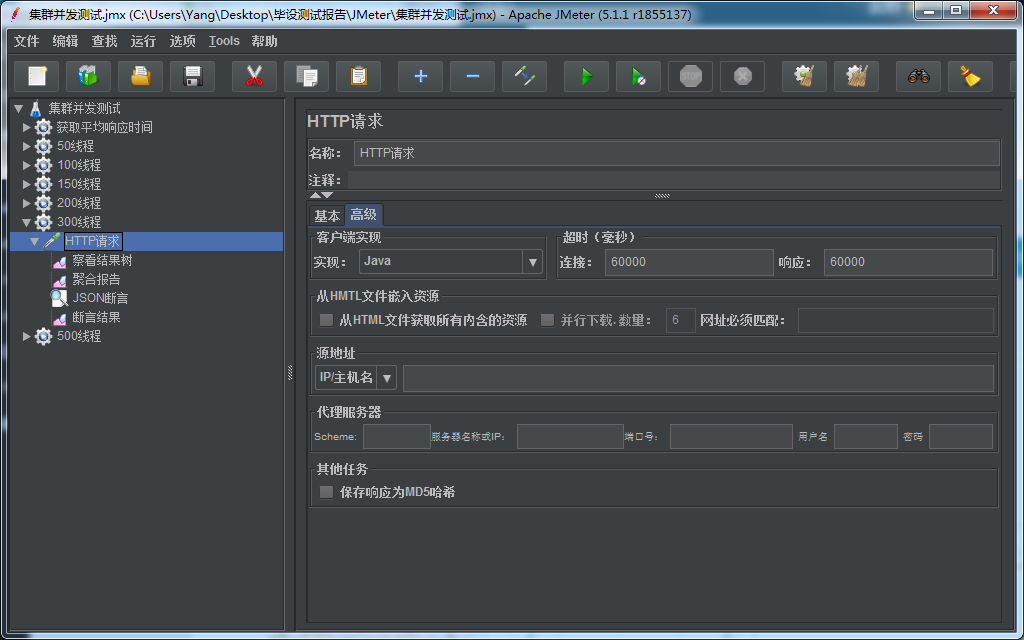 集群并发测试.jmx (C:\Users\Yang\Desktop\毕设测试报告\JMeter\集群并发测试.jmx) - Apache JMeter (5.1.1 r1855137)
文件 编辑 查找 运行 选项 Tools 帮助
STOP
集群并发测试
获取平均响应时间
50线程
100线程
150线程
200线程
300线程
HTTP请求
察看结果树
聚合报告
JSON断言
断言结果
500线程
HTTP请求
名称： HTTP请求
注释：
基本 高级
客户端实现 超时（毫秒）
实现： Java 连接： 60000 响应： 60000
从HMTL文件嵌入资源
从HTML文件获取所有内含的资源 并行下载.数量： 6 网址必须匹配：
源地址
IP/主机名
代理服务器
Scheme: 服务器名称或IP： 端口号： 用户名 密码
其他任务
保存响应为MD5哈希